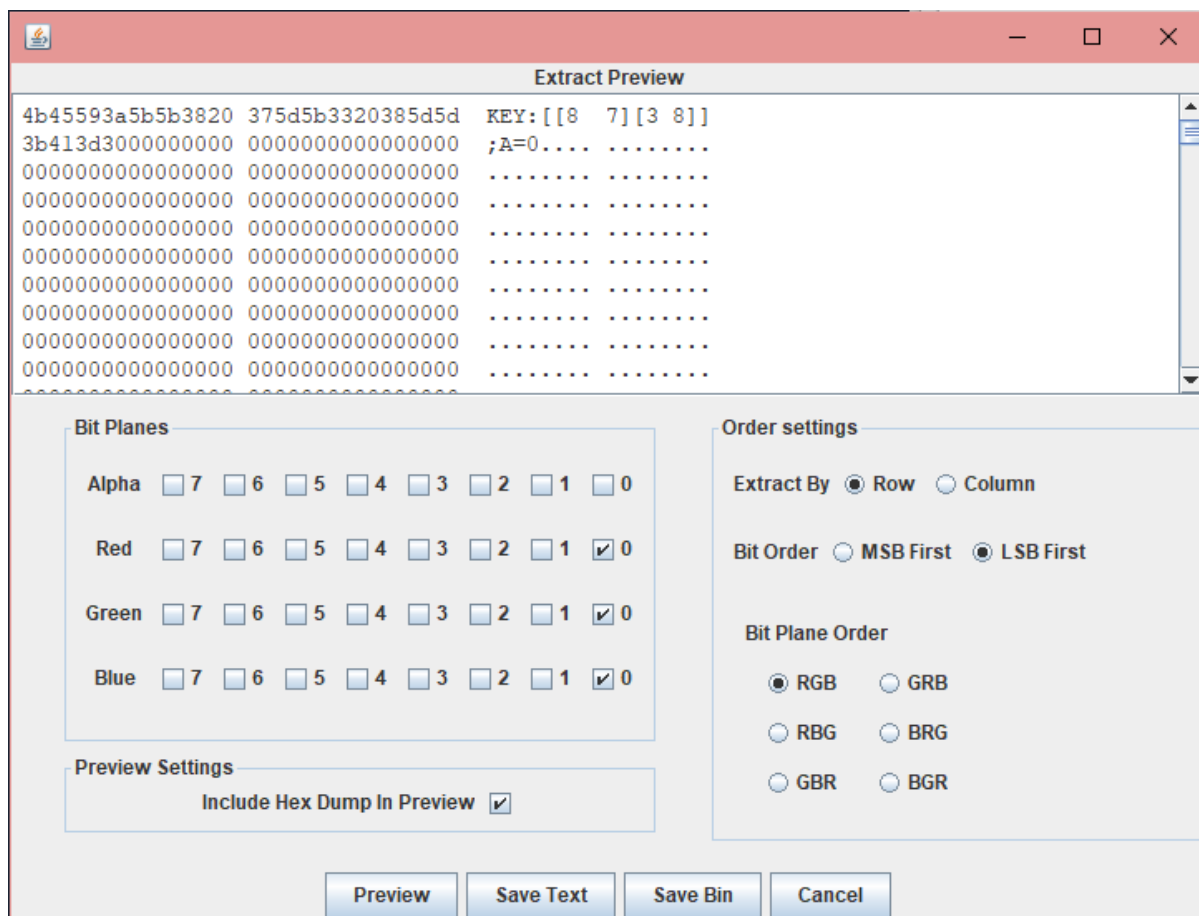 Extract Preview
4b45593a5b5b3820 375d5b3320385d5d KEY:[[8 7][3 8]]
3b413d3000000000 0000000000000000 ;A=0.... ........
0000000000000000 0000000000000000 ........ ........
0000000000000000 0000000000000000 ........ ........
0000000000000000 0000000000000000 ........ ........
0000000000000000 0000000000000000 ........ ........
0000000000000000 0000000000000000 ........ ........
0000000000000000 0000000000000000 ........ ........
0000000000000000 0000000000000000 ........ ........
0000000000000000 0000000000000000 ........ ........
0000000000000000 0000000000000000
Bit Planes
Alpha 7 6 5 4 3 2 1 0
Red 7 6 5 4 3 2 1 0
Green 7 6 5 4 3 2 1 0
Blue 7 6 5 4 3 2 1 0
Preview Settings
Include Hex Dump In Preview
Order settings
Extract By Row Column
Bit Order MSB First LSB First
Bit Plane Order
RGB GRB
RBG BRG
GBR BGR
Preview Save Text Save Bin Cancel